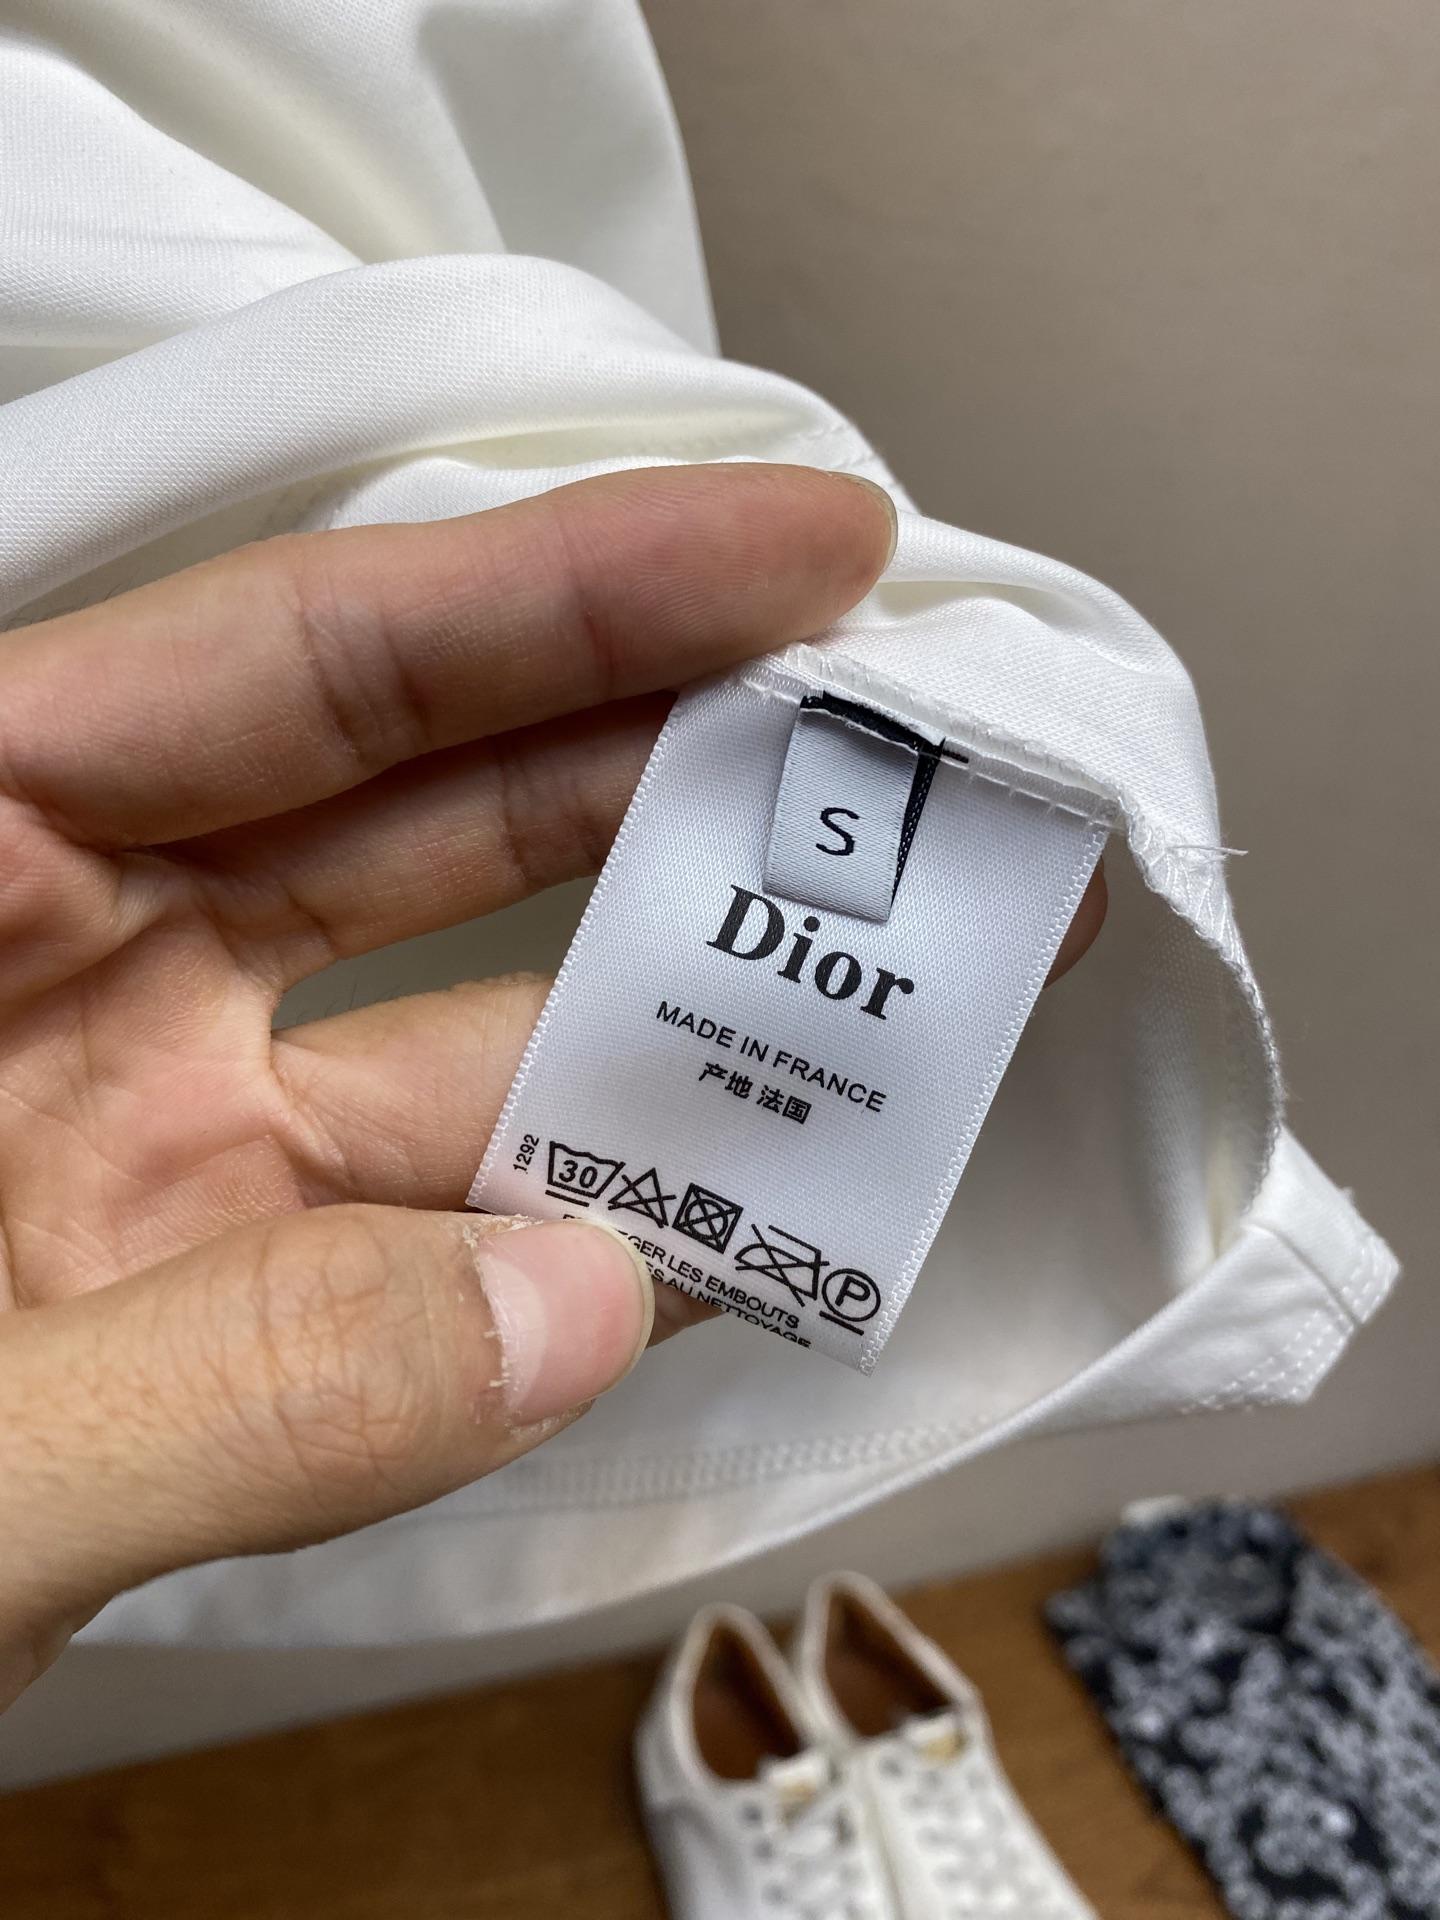 S
Dior
MADE IN FRANCE
产地 法国
1292
30
P
LES EMBOUTS
AU NETTOYAGE